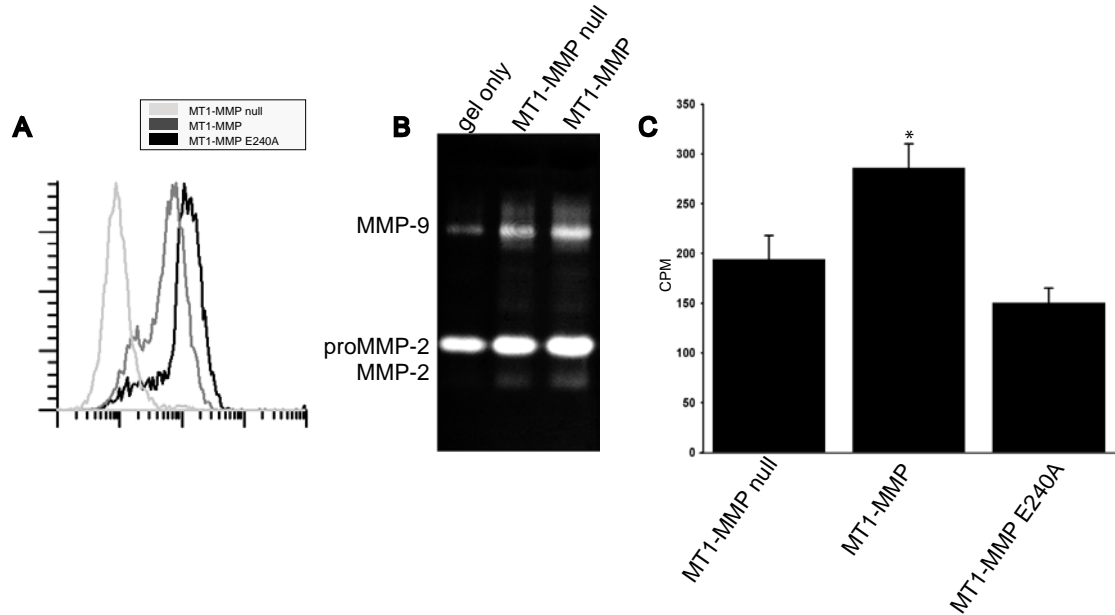 A
MT1-MMP null
MT1-MMP
MT1-MMP E240A
B
gel only
MT1-MMP null
MT1-MMP
MMP-9
proMMP-2
MMP-2
C
350
300
250
200
150
100
50
0
CPM
*
MT1-MMP null
MT1-MMP
MT1-MMP E240A